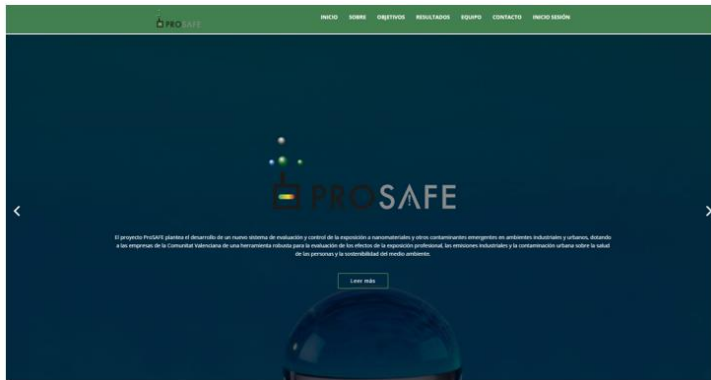 PROSAFE
INICIO SOBRE OBJETIVOS RESULTADOS EQUIPO CONTACTO INICIO SESIÓN
PROSAFE
El proyecto ProSAFE plantea el desarrollo de un nuevo sistema de evaluación y control de la exposición a nanomateriales y otros contaminantes emergentes en ambientes industriales y urbanos, dotando
a las empresas de la Comunitat Valenciana de una herramienta robusta para la evaluación de los efectos de la exposición profesional, las emisiones industriales y la contaminación urbana sobre la salud
de las personas y la sostenibilidad del medio ambiente.
Leer más